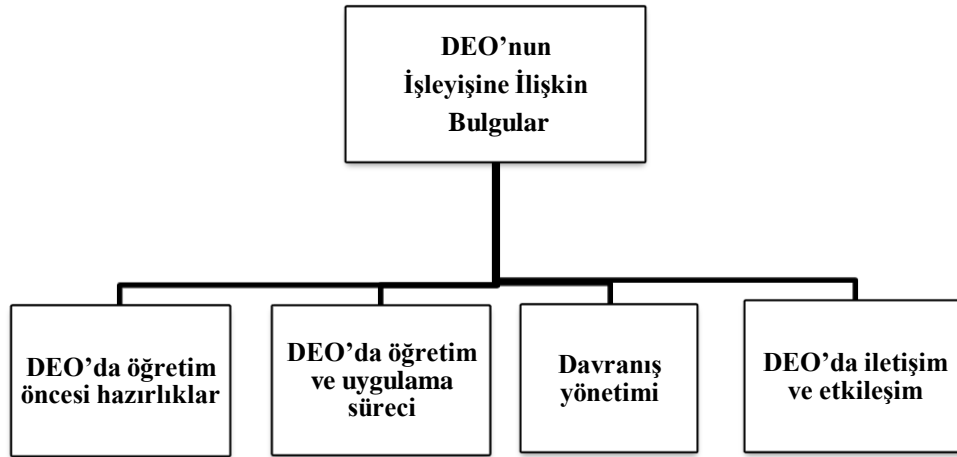 DEO’nun
İşleyişine İlişkin
Bulgular
DEO’da öğretim
öncesi hazırlıklar
DEO’da öğretim
ve uygulama
süreci
Davranış
yönetimi
DEO’da iletişim
ve etkileşim